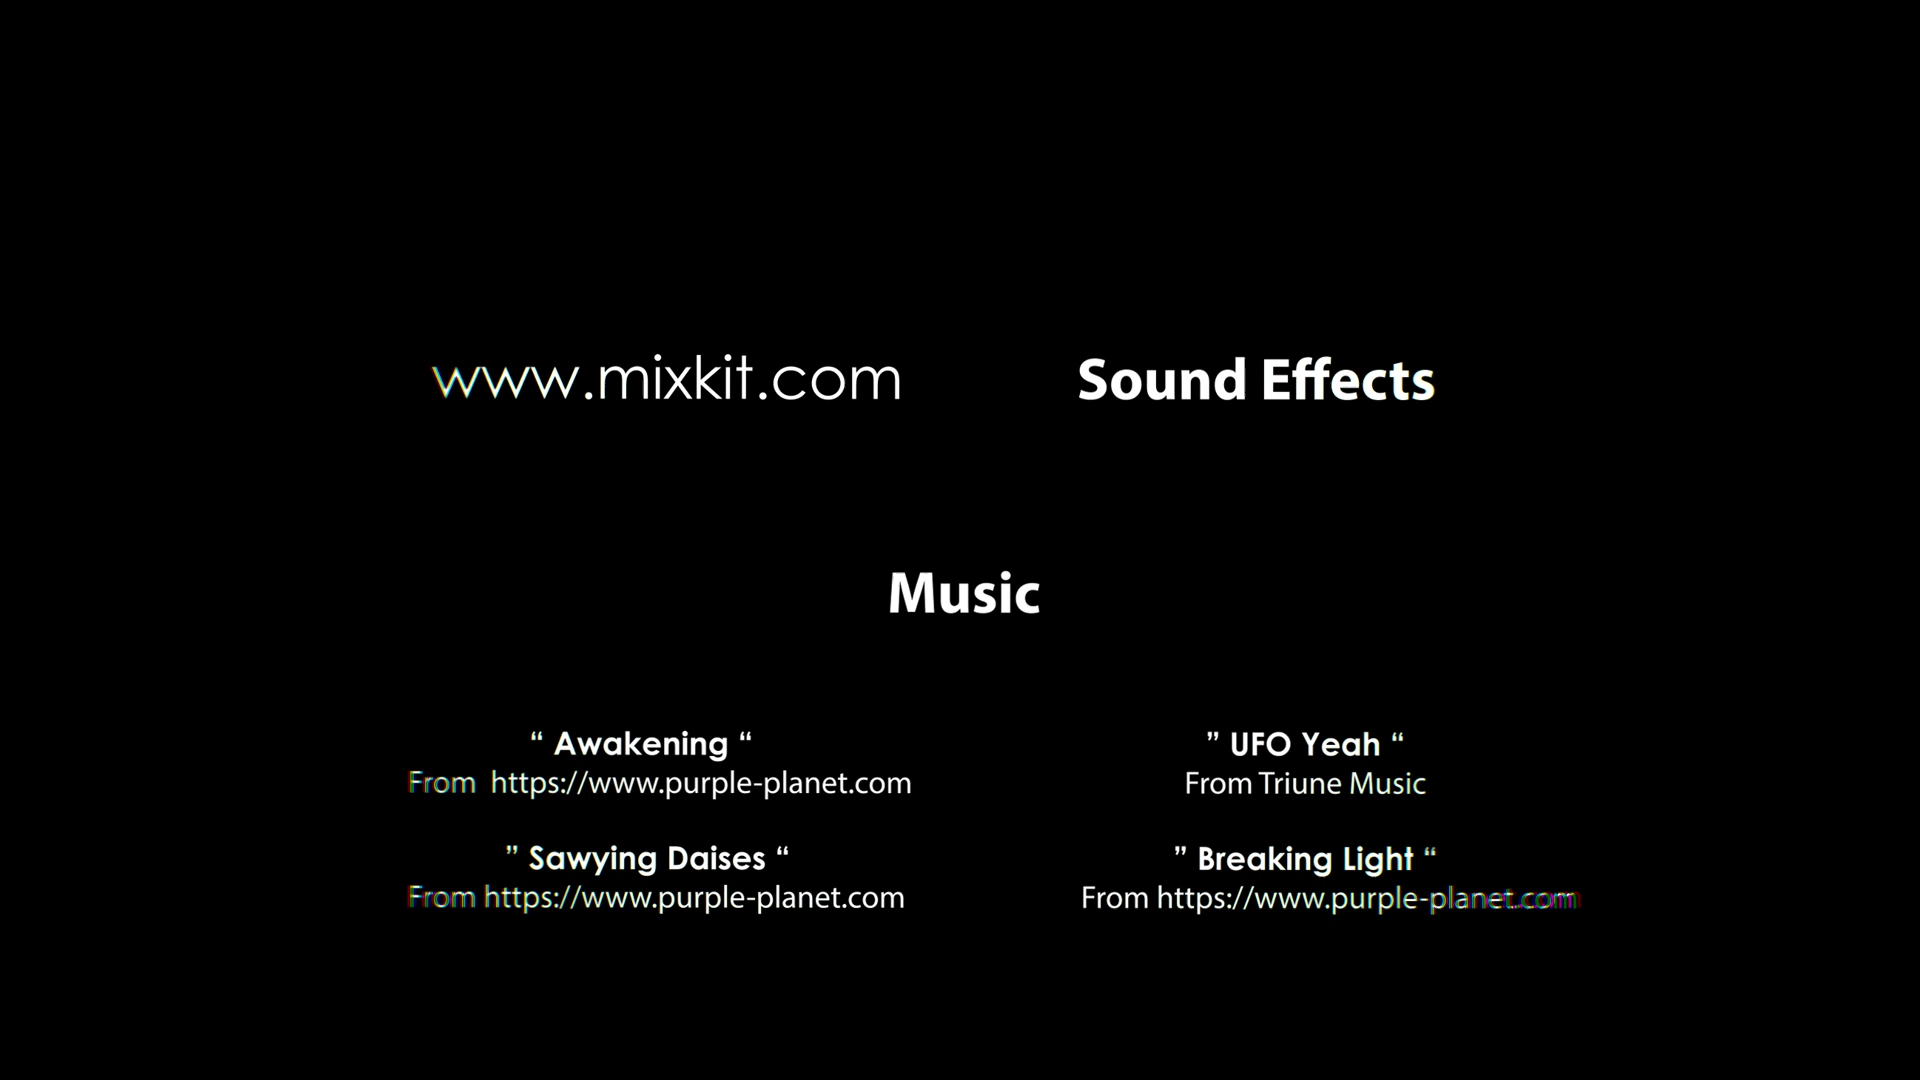 www.mixkit.com Sound Effects
Music
“ Awakening “
From https://www.purple-planet.com
” UFO Yeah “
From Triune Music
” Sawying Daises “
From https://www.purple-planet.com
” Breaking Light “
From https://www.purple-planet.com